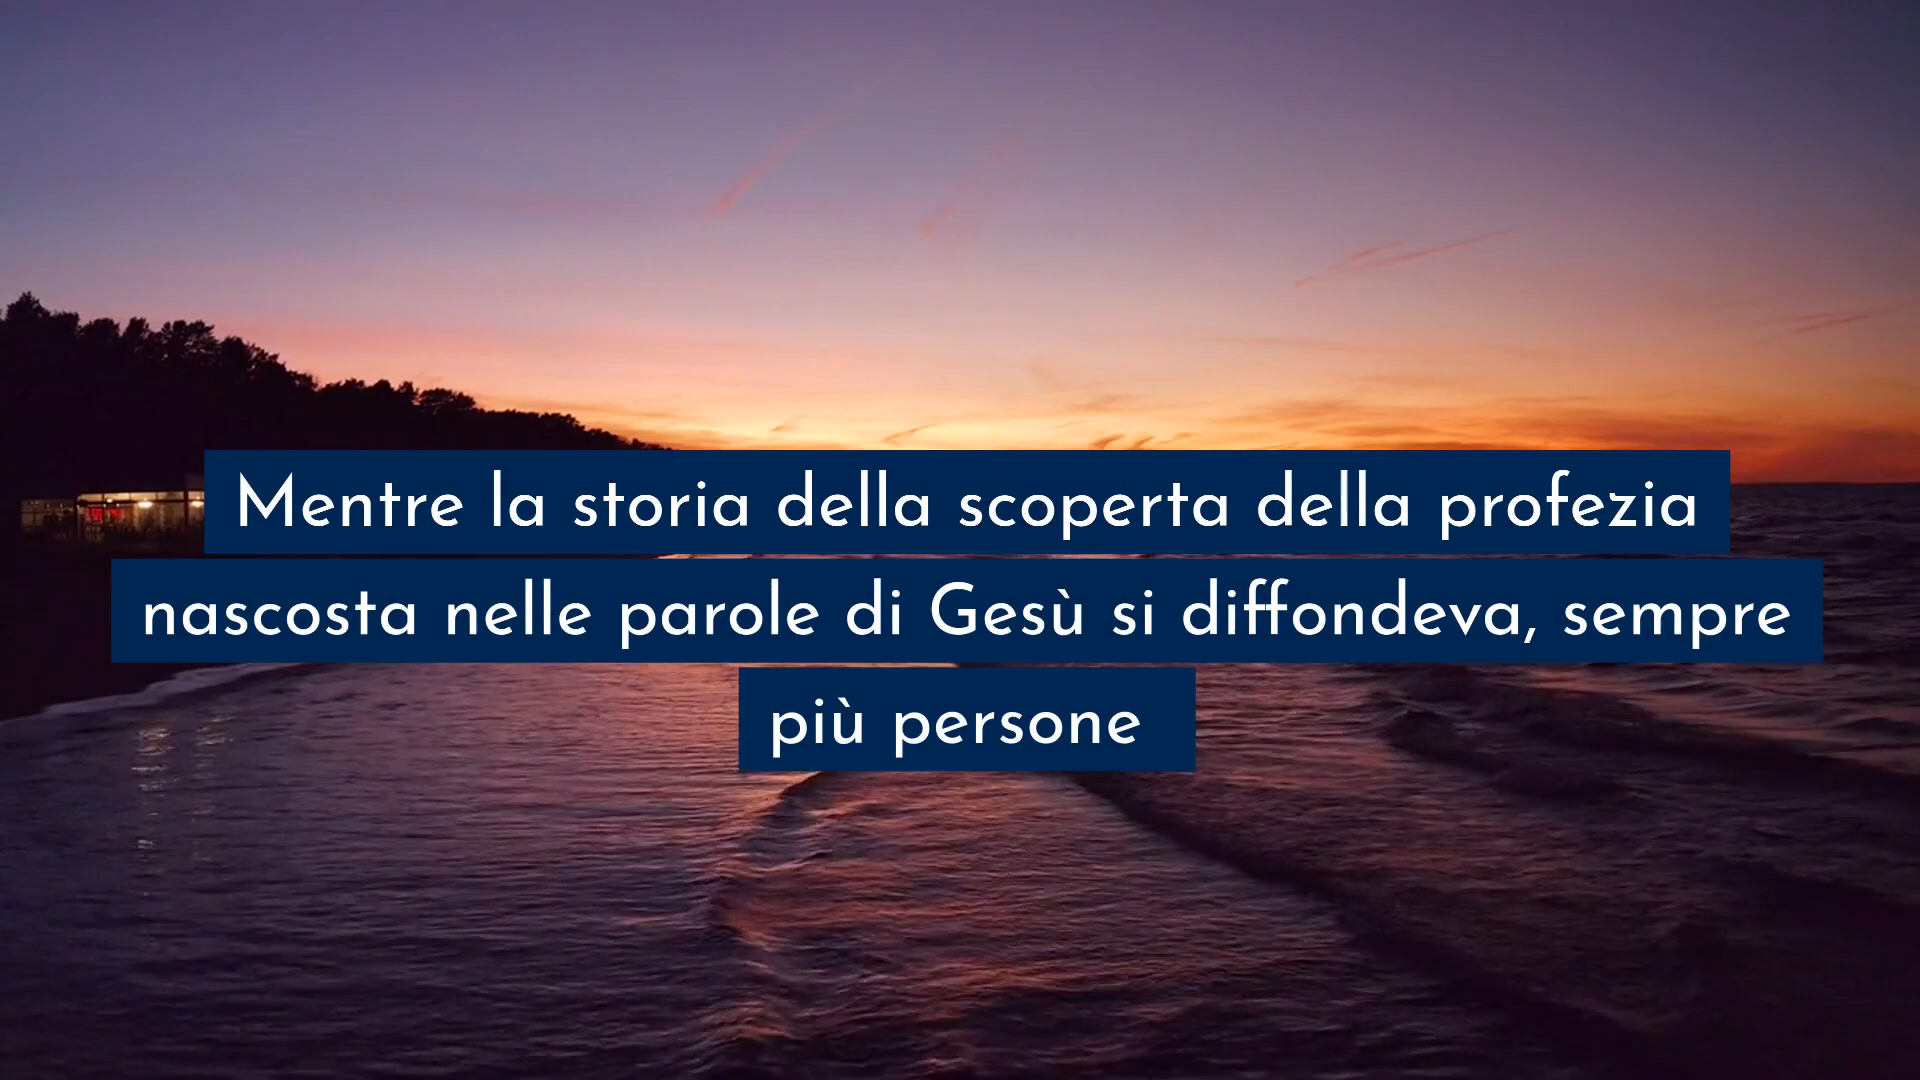 Mentre la storia della scoperta della profezia
nascosta nelle parole di Gesù si diffondeva, sempre
più persone